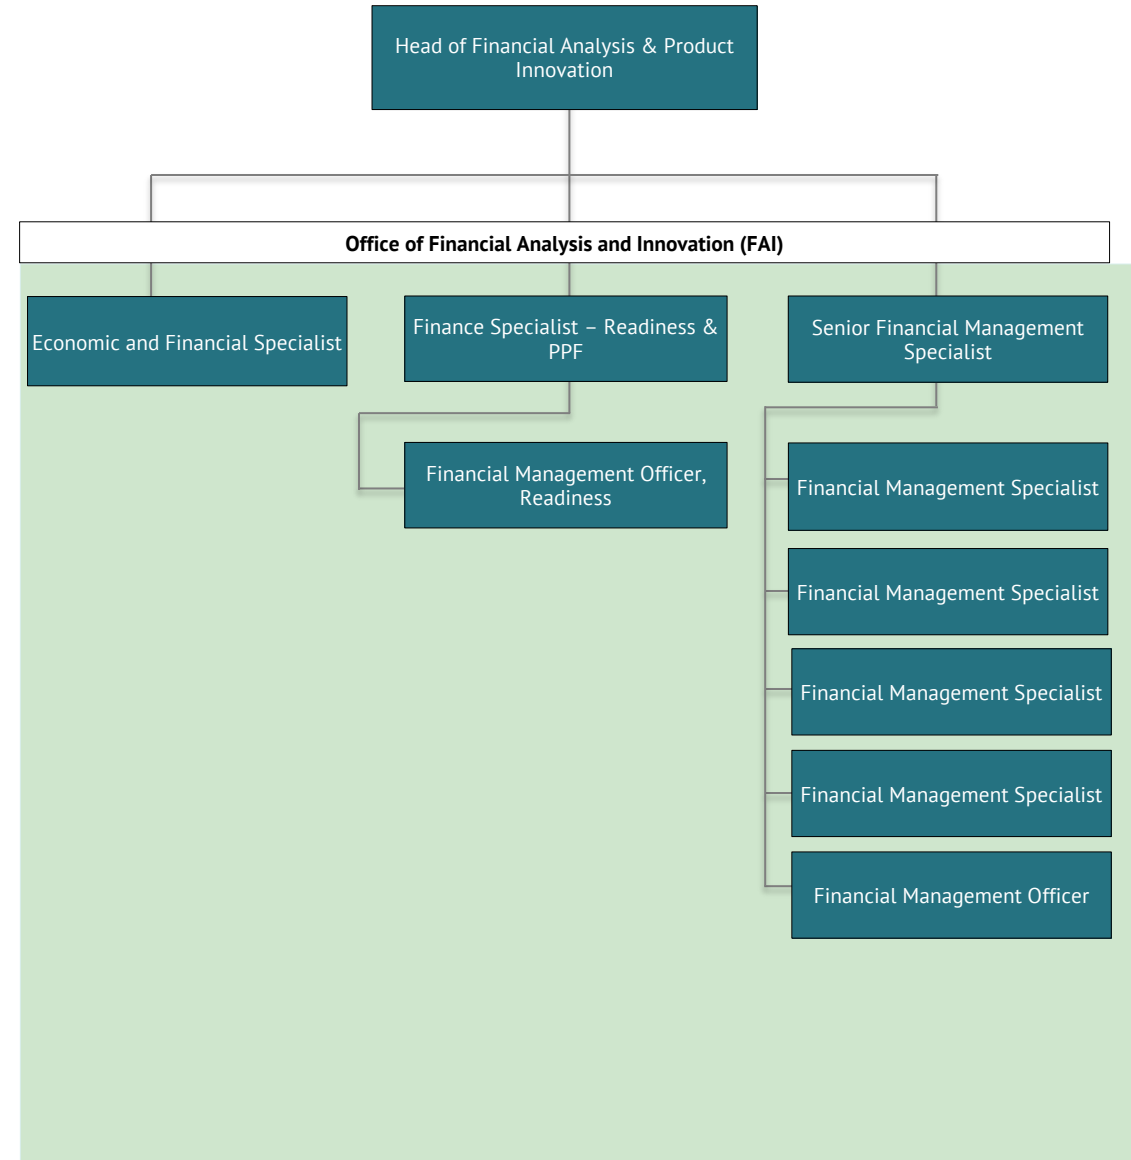 Head of Financial Analysis & Product
Innovation
Office of Financial Analysis and Innovation (FAI)
Economic and Financial Specialist
Finance Specialist – Readiness &
PPF
Senior Financial Management
Specialist
Financial Management Officer,
Readiness
Financial Management Specialist
Financial Management Specialist
Financial Management Specialist
Financial Management Specialist
Financial Management Officer